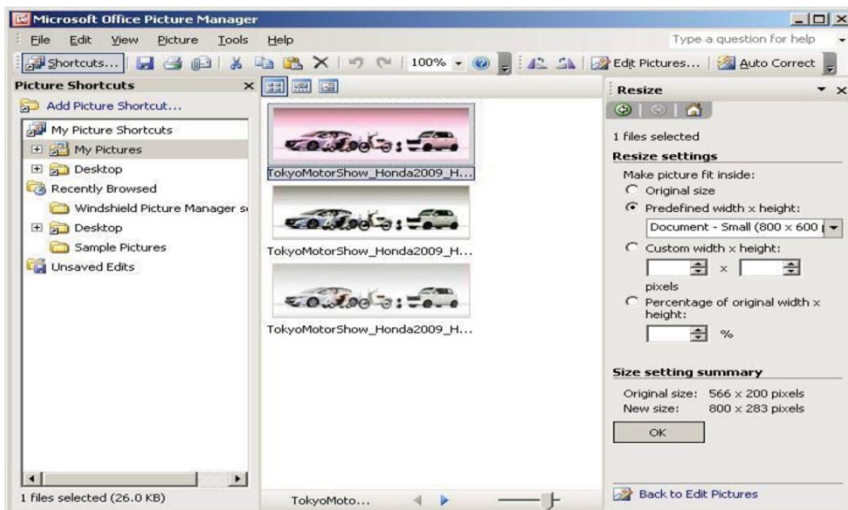 Microsoft Office Picture Manager
File Edit View Picture Tools Help
Type a question for help
Shortcuts... 100% Edit Pictures... Auto Correct
Picture Shortcuts
Add Picture Shortcut...
My Picture Shortcuts
My Pictures
Desktop
Recently Browsed
Windshield Picture Manager s
Desktop
Sample Pictures
Unsaved Edits
1 files selected (26.0 KB)
TokyoMotorShow_Honda2009_H...
TokyoMotorShow_Honda2009_H...
TokyoMotorShow_Honda2009_H...
TokyoMoto...
Resize
1 files selected
Resize settings
Make picture fit inside:
Original size
Predefined width x height:
Document - Small (800 x 600
Custom width x height:
x
pixels
Percentage of original width x
height:
%
Size setting summary
Original size: 566 x 200 pixels
New size: 800 x 283 pixels
OK
Back to Edit Pictures